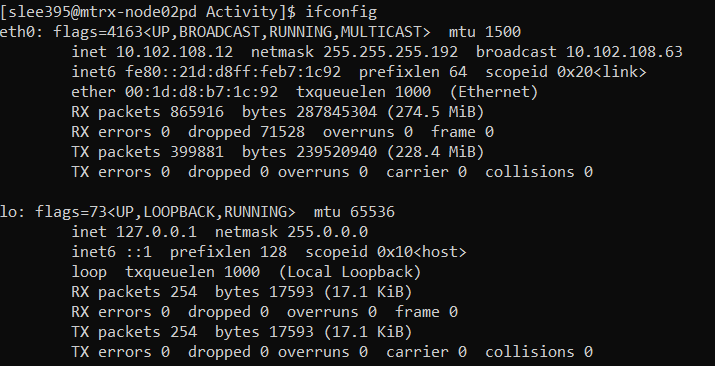 [slee395@mtrx-node02pd Activity]$ ifconfig
eth0: flags=4163<UP,BROADCAST,RUNNING,MULTICAST>  mtu 1500
        inet 10.102.108.12  netmask 255.255.255.192  broadcast 10.102.108.63
        inet6 fe80::21d:d8ff:feb7:1c92  prefixlen 64  scopeid 0x20<link>
        ether 00:1d:d8:b7:1c:92  txqueuelen 1000  (Ethernet)
        RX packets 865916  bytes 287845304 (274.5 MiB)
        RX errors 0  dropped 71528  overruns 0  frame 0
        TX packets 399881  bytes 239520940 (228.4 MiB)
        TX errors 0  dropped 0 overruns 0  carrier 0  collisions 0

lo: flags=73<UP,LOOPBACK,RUNNING>  mtu 65536
        inet 127.0.0.1  netmask 255.0.0.0
        inet6 ::1  prefixlen 128  scopeid 0x10<host>
        loop  txqueuelen 1000  (Local Loopback)
        RX packets 254  bytes 17593 (17.1 KiB)
        RX errors 0  dropped 0  overruns 0  frame 0
        TX packets 254  bytes 17593 (17.1 KiB)
        TX errors 0  dropped 0 overruns 0  carrier 0  collisions 0